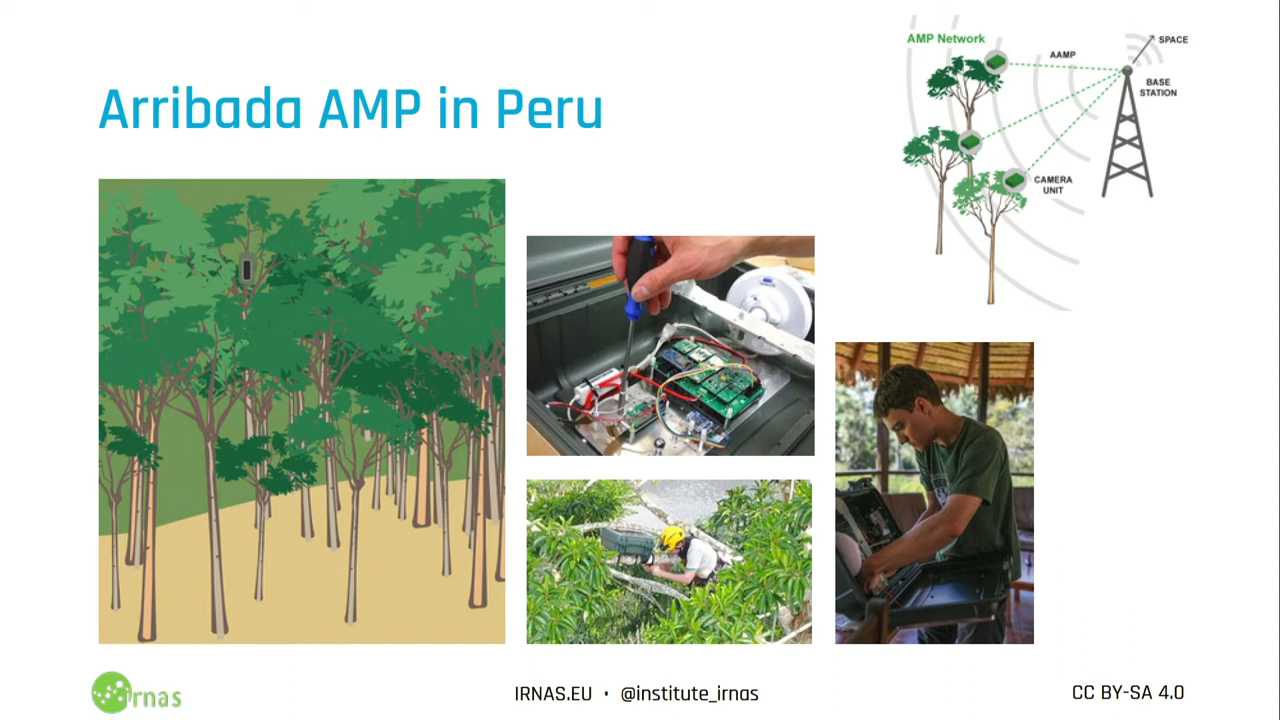 AMP Network
AAMP
SPACE
BASE
STATION
CAMERA
UNIT
Arribada AMP in Peru
irnas
IRNAS.EU • @institute_irnas
CC BY-SA 4.0